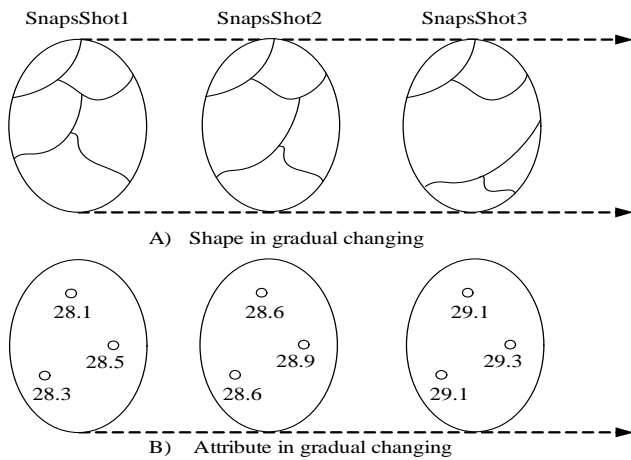 SnapsShot1 SnapsShot2 SnapsShot3
A) Shape in gradual changing
28.1 28.6 29.1
28.5 28.9 29.3
28.3 28.6 29.1
B) Attribute in gradual changing